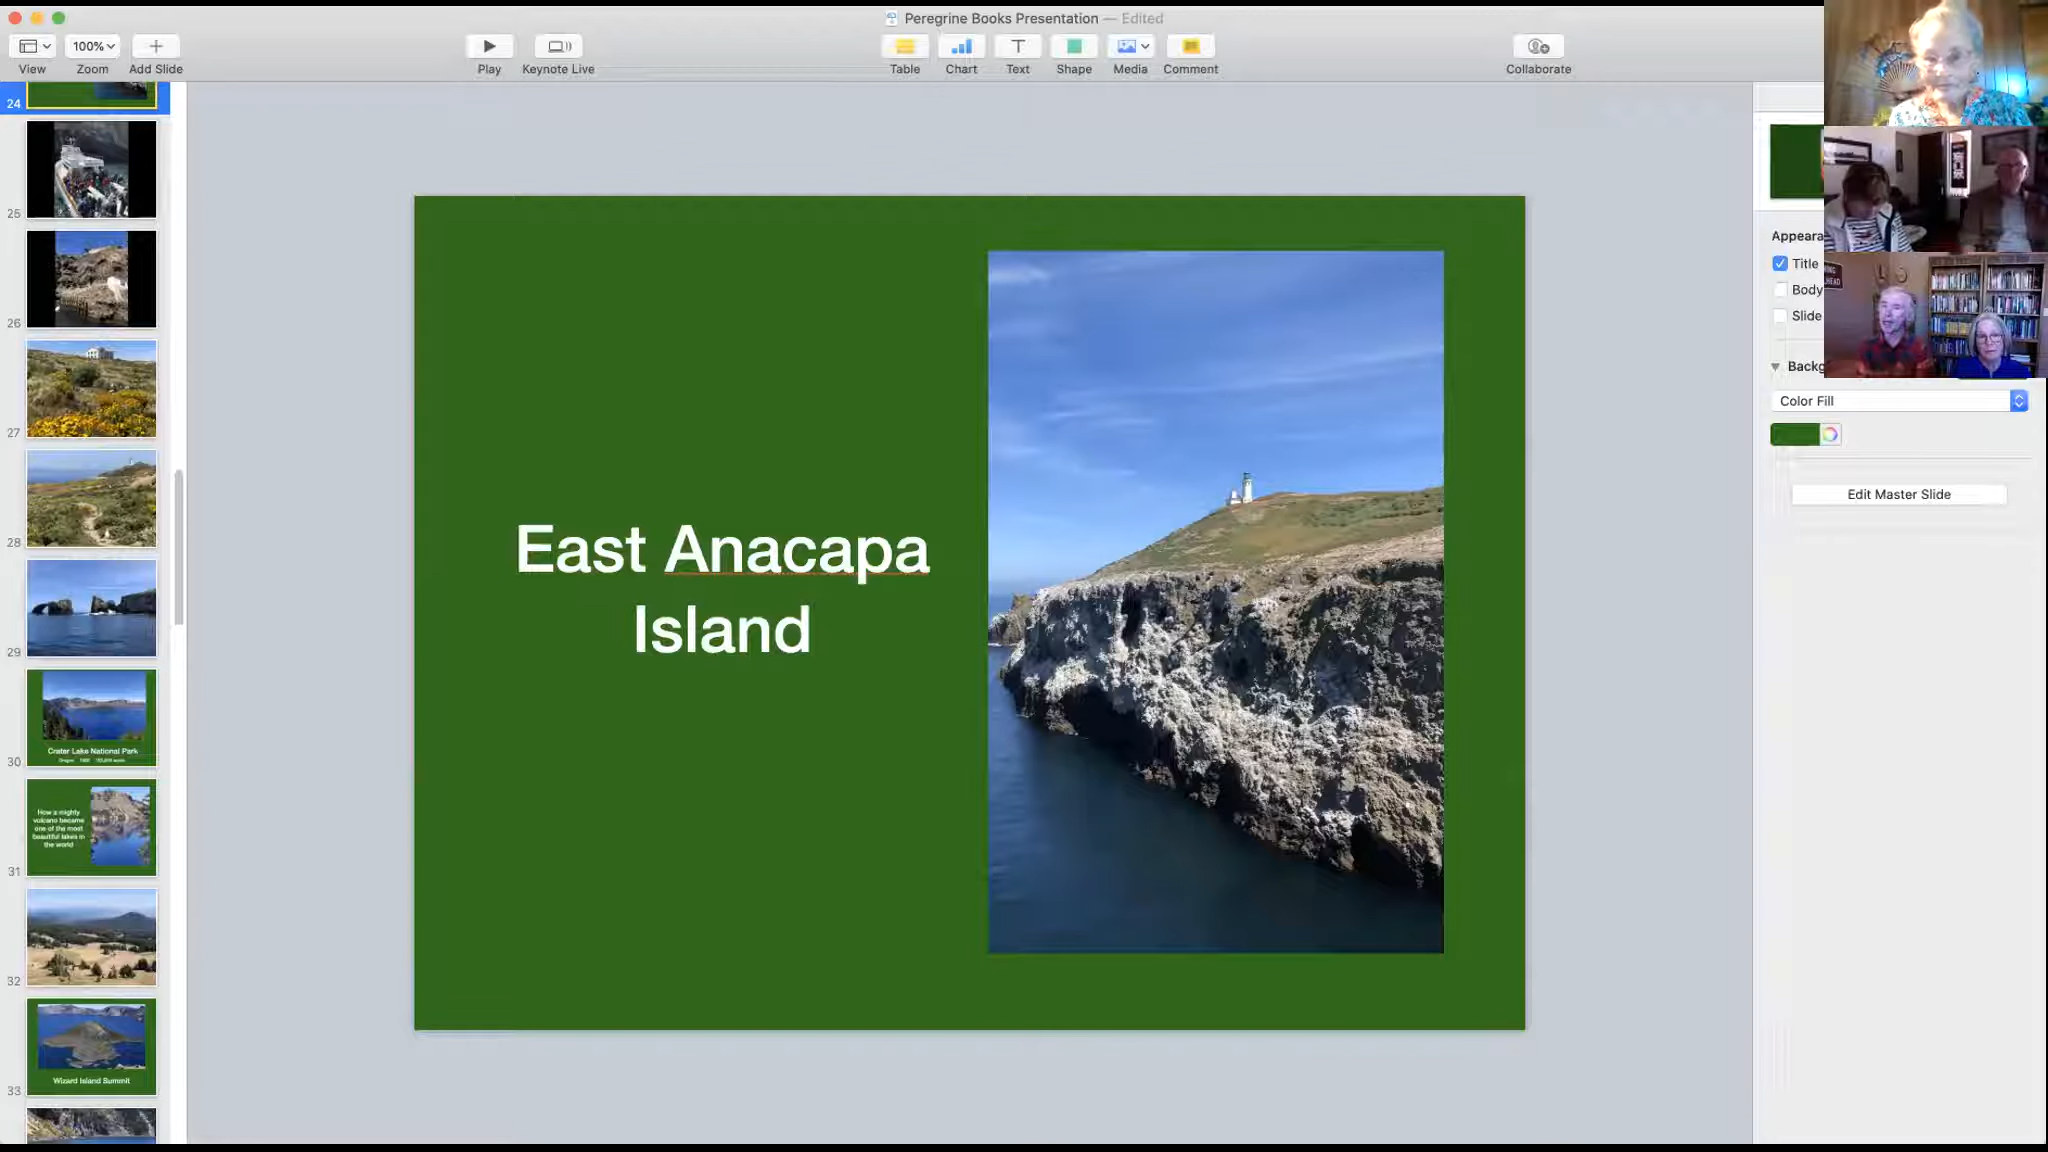 Peregrine Books Presentation — Edited
100%
View
Zoom
Add Slide
Play
Keynote Live
Table
Chart
Text
Shape
Media
Comment
Collaborate
24
25
26
27
28
29
Crater Lake National Park
30
How a mighty
volcano became
one of the most
beautiful lakes in
the world
31
32
Wizard Island Summit
33
East Anacapa
Island
Appeara
Title
Body
Slide
Backg
Color Fill
Edit Master Slide